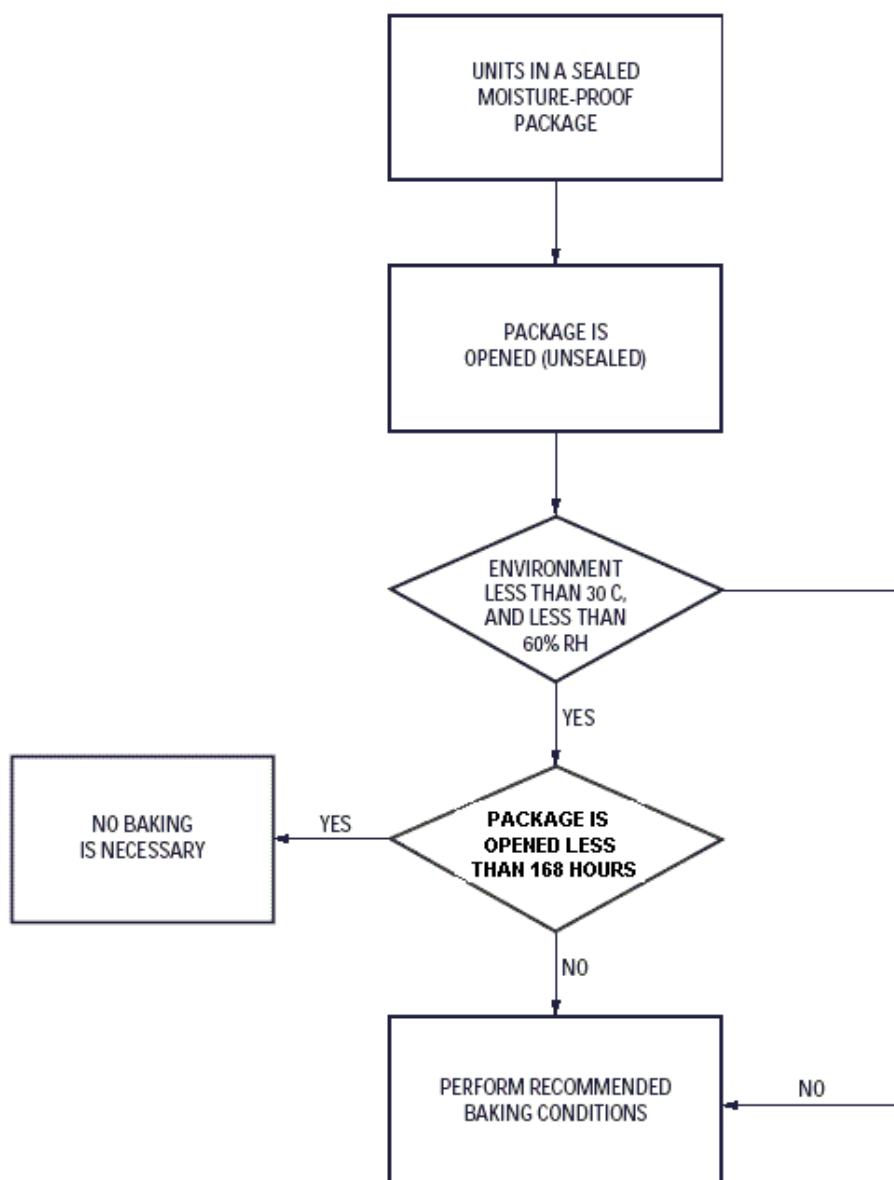 UNITS IN A SEALED
MOISTURE-PROOF
PACKAGE
PACKAGE IS
OPENED (UNSEALED)
ENVIRONMENT
LESS THAN 30 C,
AND LESS THAN
60% RH
YES
PACKAGE IS
OPENED LESS
THAN 168 HOURS
YES
NO BAKING
IS NECESSARY
NO
PERFORM RECOMMENDED
BAKING CONDITIONS
NO